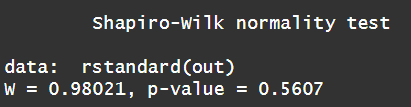 Shapiro-Wilk normality test
data:  rstandard(out)
W = 0.98021, p-value = 0.5607